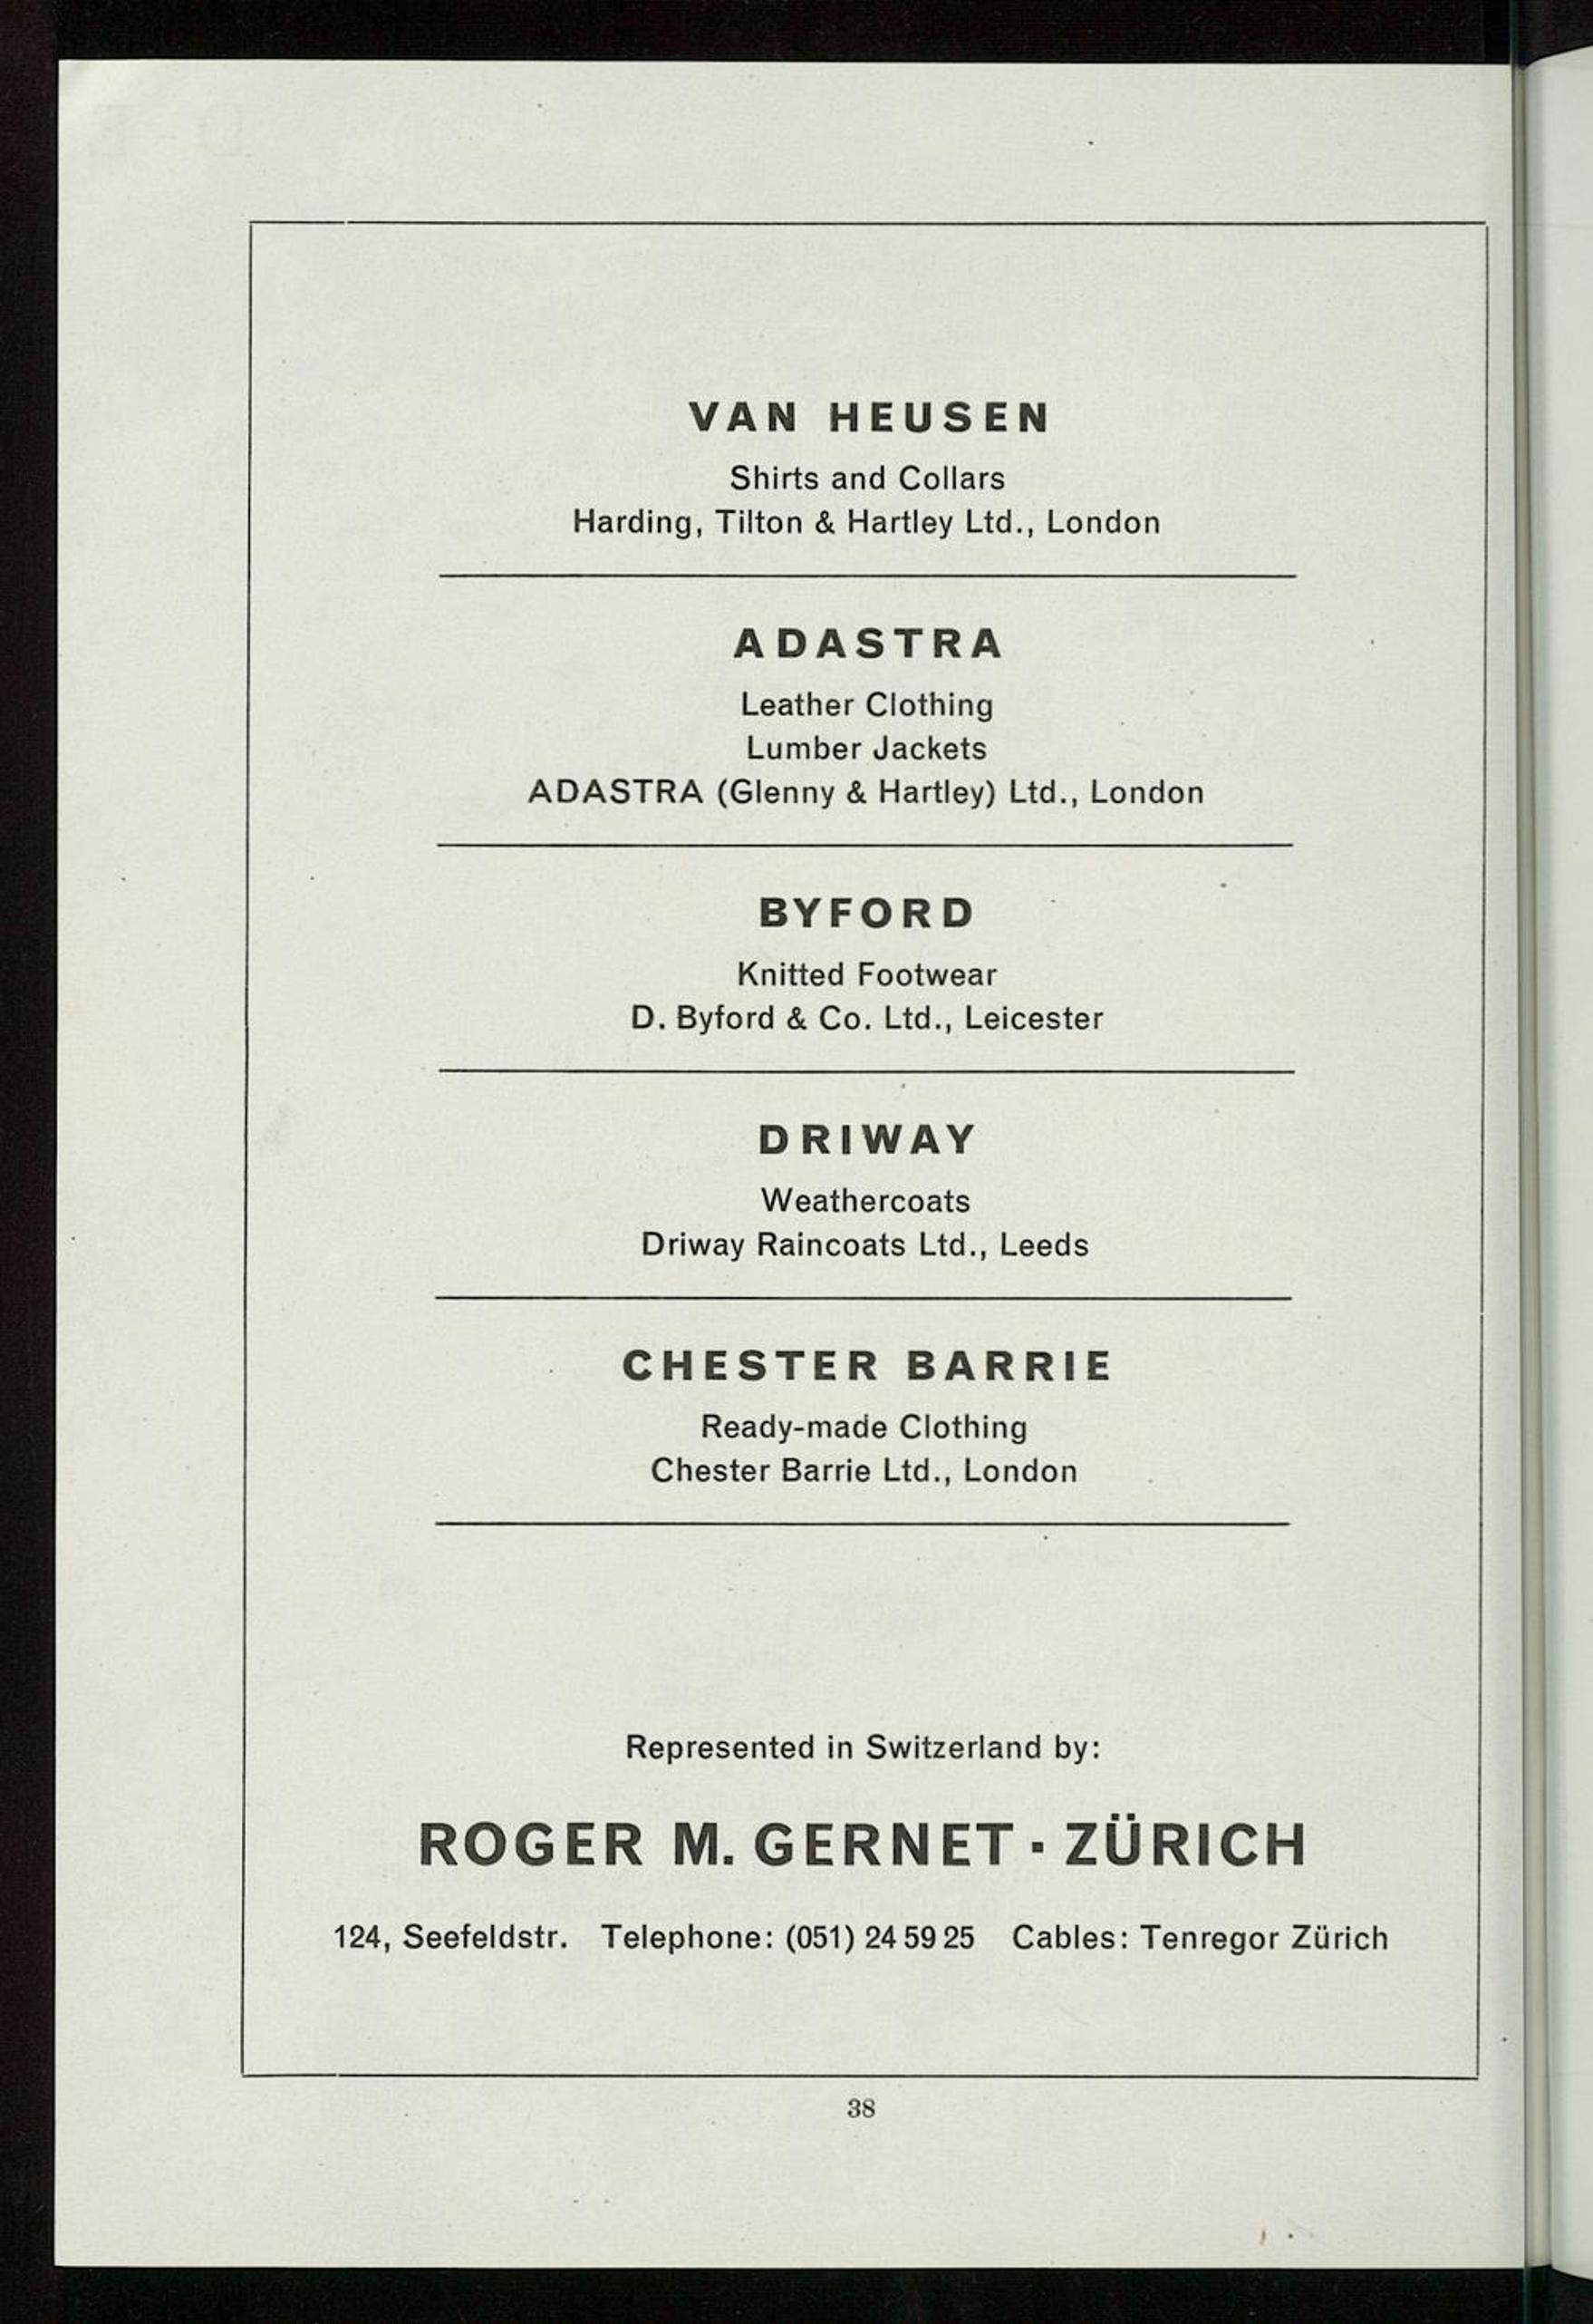 VAN HEUSEN
Shirts and Collars
Harding, Tilton & Hartley Ltd., London
ADASTRA
Leather Clothing
Lumber Jackets
ADASTRA (Glenny & Hartley) Ltd., London
BYFORD
Knitted Footwear
D. Byford & Co. Ltd., Leicester
DRIWAY
Weathercoats
Driway Raincoats Ltd., Leeds
CHESTER BARRIE
Ready-made Clothing
Chester Barrie Ltd., London
Represented in Switzerland by:
ROGER M. GERNET · ZÜRICH
124, Seefeldstr. Telephone: (051) 24 59 25 Cables: Tenregor Zürich
38